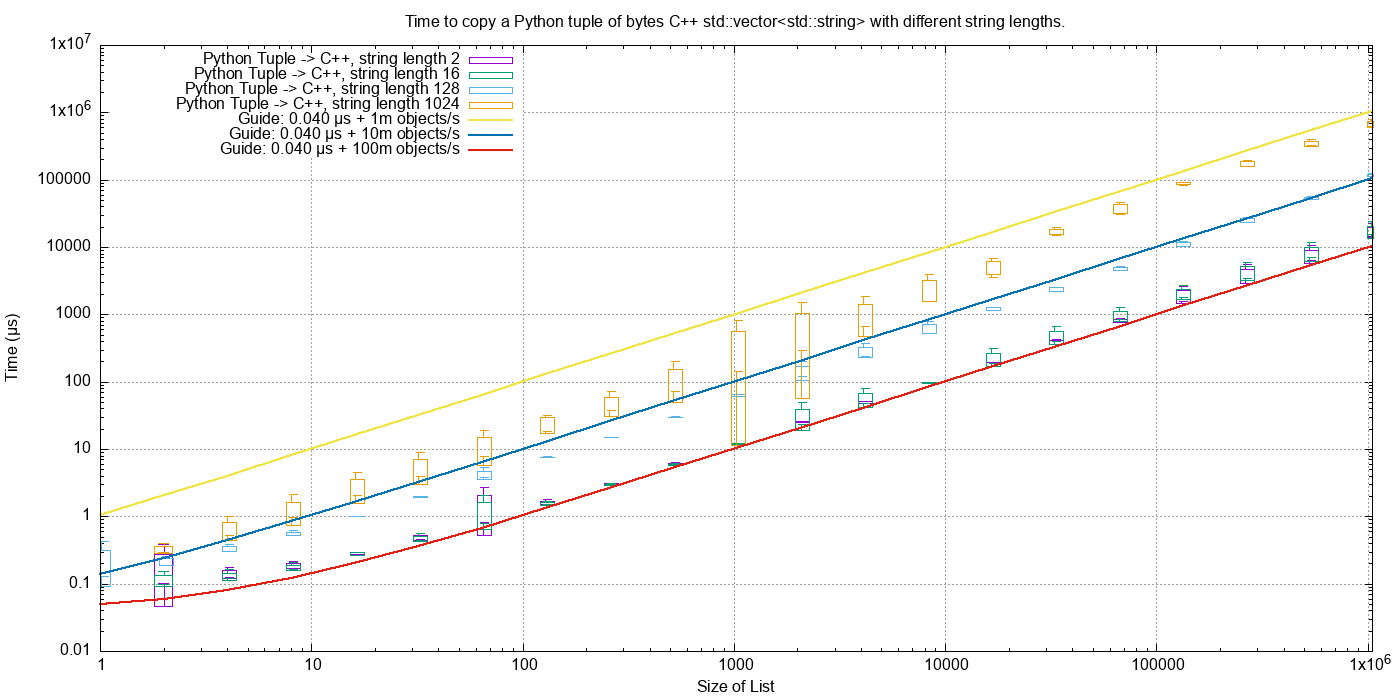 Time to copy a Python tuple of bytes C++ std::vector<std::string> with different string lengths.
1x10^7
1x10^6
100000
10000
1000
100
10
1
0.1
0.01
Time (µs)
Python Tuple -> C++, string length 2
Python Tuple -> C++, string length 16
Python Tuple -> C++, string length 128
Python Tuple -> C++, string length 1024
Guide: 0.040 µs + 1m objects/s
Guide: 0.040 µs + 10m objects/s
Guide: 0.040 µs + 100m objects/s
1 10 100 1000 10000 100000 1x10^6
Size of List